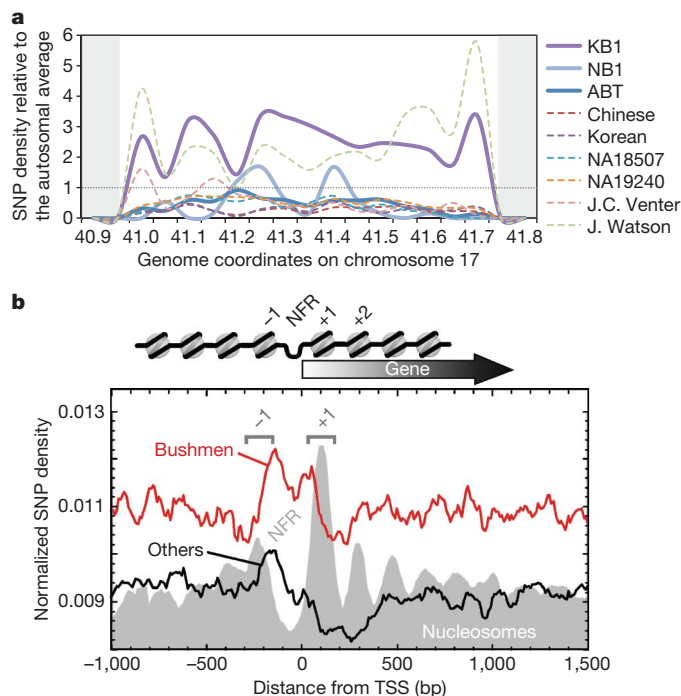 a
6
5
4
3
2
1
0
SNP density relative to
the autosomal average
40.9 41.0 41.1 41.2 41.3 41.4 41.5 41.6 41.7 41.8
Genome coordinates on chromosome 17
KB1
NB1
ABT
Chinese
Korean
NA18507
NA19240
J.C. Venter
J. Watson
b
−1 NFR +1 +2
Gene
0.013
0.011
0.009
Normalized SNP density
−1 +1
Bushmen
NFR
Others
Nucleosomes
−1,000 −500 0 500 1,000 1,500
Distance from TSS (bp)